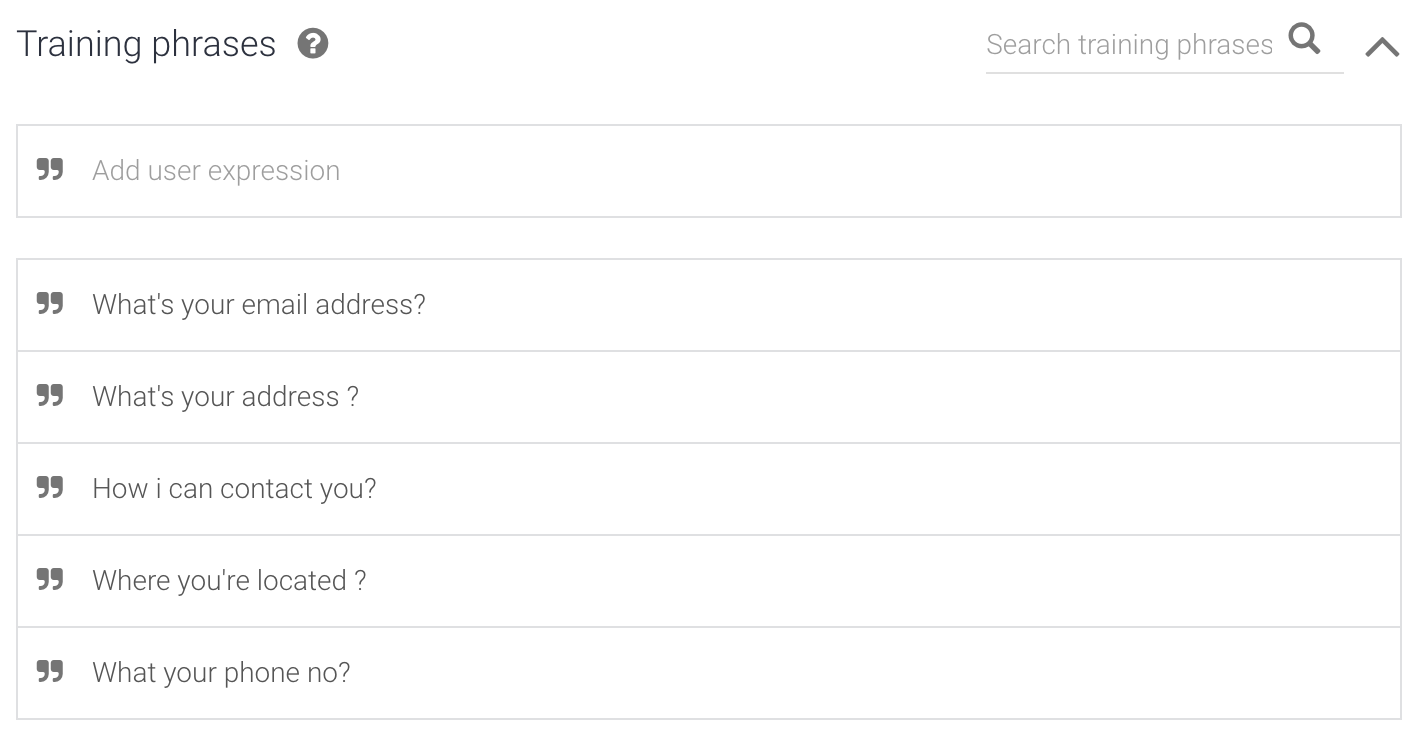 Training phrases ?
Search training phrases
Add user expression
What's your email address?
What's your address ?
How i can contact you?
Where you're located ?
What your phone no?